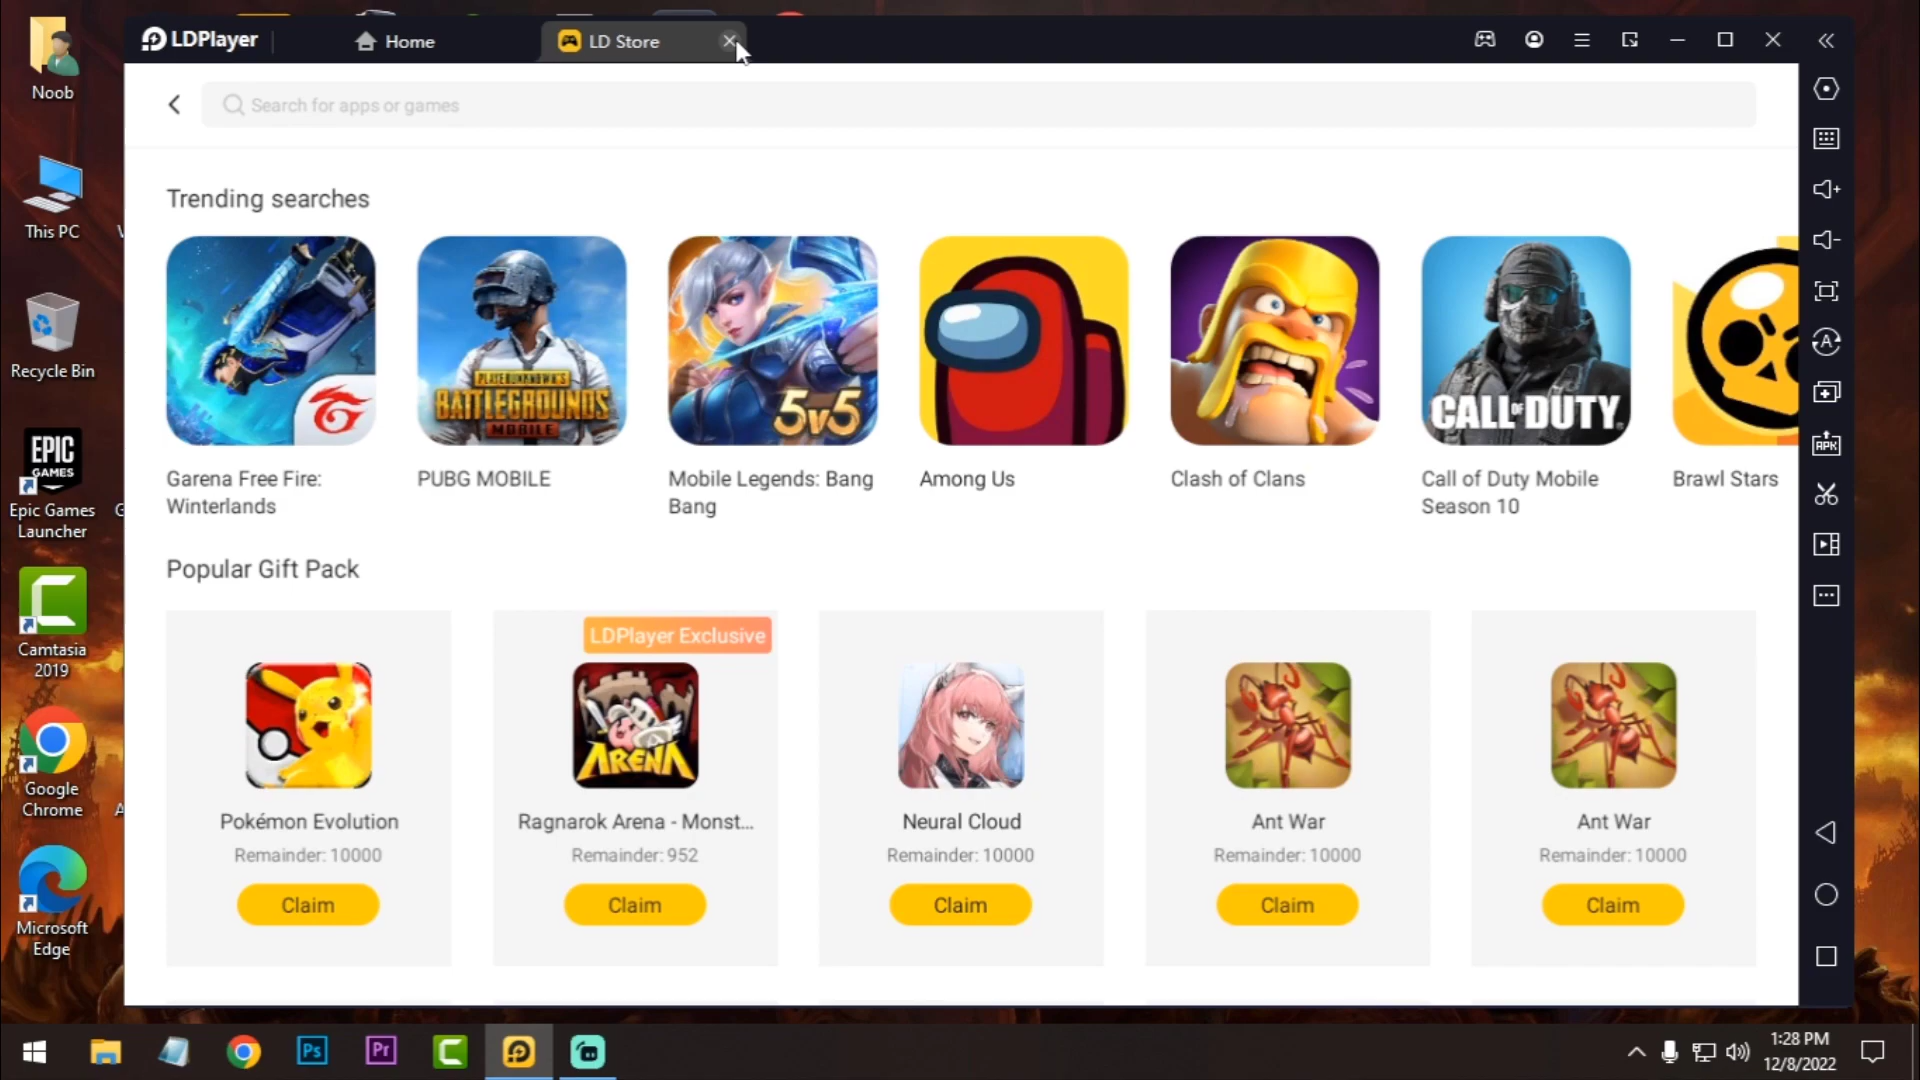 LDPlayer
Home
LD Store
Noob
Search for apps or games
This PC
Trending searches
PLAYERUNKNOWN'S
BATTLEGROUNDS
MOBILE
5v5
CALL OF DUTY
Recycle Bin
Garena Free Fire:
Winterlands
PUBG MOBILE
Mobile Legends: Bang
Bang
Among Us
Clash of Clans
Call of Duty Mobile
Season 10
Brawl Stars
EPIC
GAMES
Epic Games
Launcher
G
Popular Gift Pack
LDPlayer Exclusive
Camtasia
2019
ARENA
Google
Chrome
A
Pokémon Evolution
Remainder: 10000
Claim
Ragnarok Arena - Monst...
Remainder: 952
Claim
Neural Cloud
Remainder: 10000
Claim
Ant War
Remainder: 10000
Claim
Ant War
Remainder: 10000
Claim
Microsoft
Edge
A
APK
Ps
Pr
1:28 PM
12/8/2022